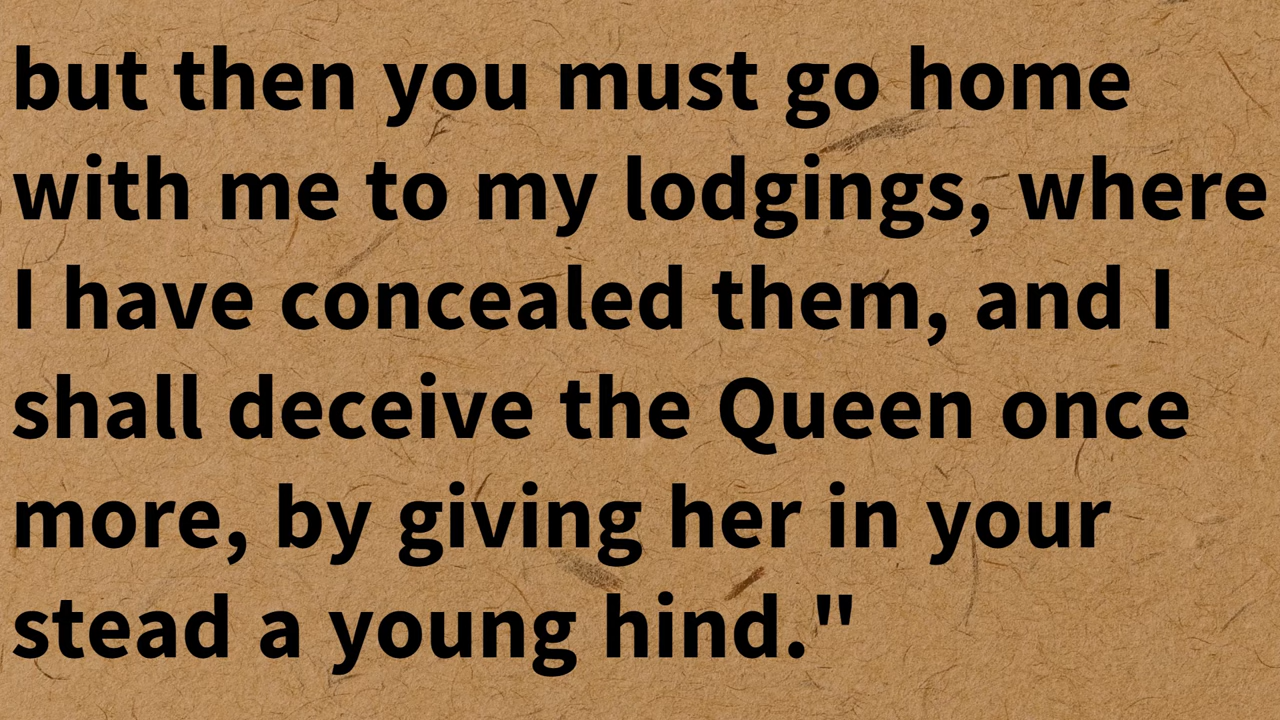 but then you must go home
with me to my lodgings, where
I have concealed them, and I
shall deceive the Queen once
more, by giving her in your
stead a young hind."